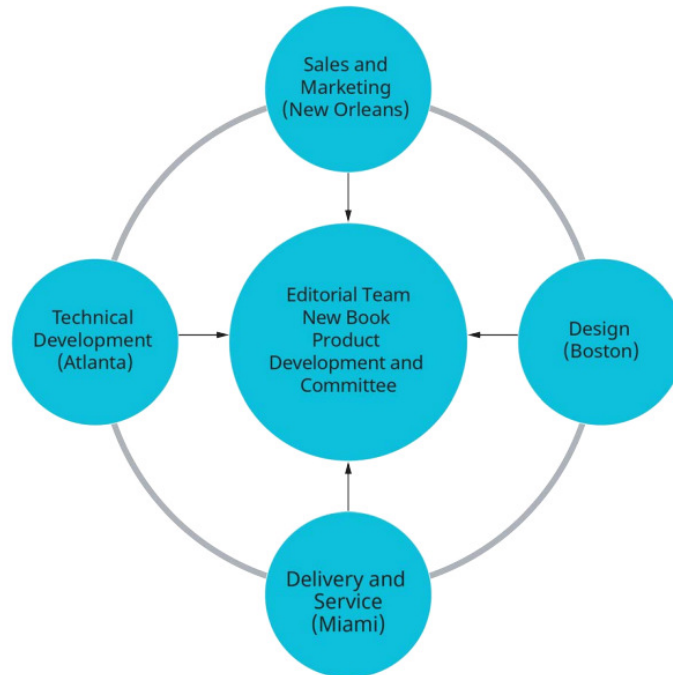 Sales and
Marketing
(New Orleans)
Technical
Development
(Atlanta)
Editorial Team
New Book
Product
Development and
Committee
Design
(Boston)
Delivery and
Service
(Miami)